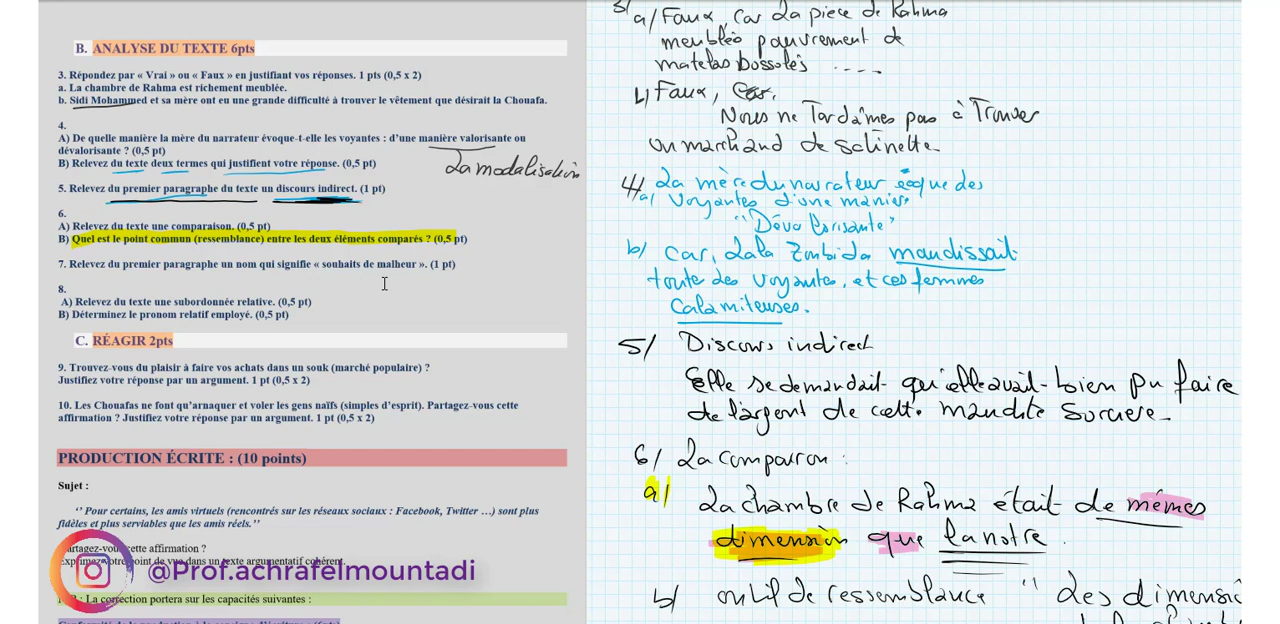 B. ANALYSE DU TEXTE 6pts
3. Répondez par « Vrai » ou « Faux » en justifiant vos réponses. 1 pts (0,5 x 2)
a. La chambre de Rahma est richement meublée.
b. Sidi Mohammed et sa mère ont eu une grande difficulté à trouver le vêtement que désirait la Chouafa.
4.
A) De quelle manière la mère du narrateur évoque-t-elle les voyantes : d'une manière valorisante ou
dévalorisante ? (0,5 pt)
B) Relevez du texte deux termes qui justifient votre réponse. (0,5 pt)
La modalisation
5. Relevez du premier paragraphe du texte un discours indirect. (1 pt)
6.
A) Relevez du texte une comparaison. (0,5 pt)
B) Quel est le point commun (ressemblance) entre les deux éléments comparés ? (0,5 pt)
7. Relevez du premier paragraphe un nom qui signifie « souhaits de malheur ». (1 pt)
8.
A) Relevez du texte une subordonnée relative. (0,5 pt)
B) Déterminez le pronom relatif employé. (0,5 pt)
C. RÉAGIR 2pts
9. Trouvez-vous du plaisir à faire vos achats dans un souk (marché populaire) ?
Justifiez votre réponse par un argument. 1 pt (0,5 x 2)
10. Les Chouafas ne font qu'arnaquer et voler les gens naïfs (simples d'esprit). Partagez-vous cette
affirmation ? Justifiez votre réponse par un argument. 1 pt (0,5 x 2)
PRODUCTION ÉCRITE : (10 points)
Sujet :
‘‘ Pour certains, les amis virtuels (rencontrés sur les réseaux sociaux : Facebook, Twitter …) sont plus
fidèles et plus serviables que les amis réels.’’
Partagez-vous cette affirmation ?
Exprimez votre point de vue dans un texte argumentatif cohérent.
@Prof.achrafelmountadi
: La correction portera sur les capacités suivantes :
3/
a/ Faux, Car La pièce de Rahma
meublée pauvrement de
matelas bossolés ....
b/ Faux, Car
Nous ne Tardâmes pas à Trouver
un marchand de satinette.
4/ La mère du narrateur évoque des
a/ Voyantes d'une manière
"Dévalorisante"
b/ Car, Lala Zoubida maudissait
toute des voyantes, et ces femmes
Calamiteuses.
5/ Discours indirect
Elle se demandait qu'elle avait bien pu faire
de l'argent de cette mandite Sorciere.
6/ La comparron :
a/ La chambre de Rahma était de mêmes
dimension que la notre.
b/ de ressemblance " Des dimensi